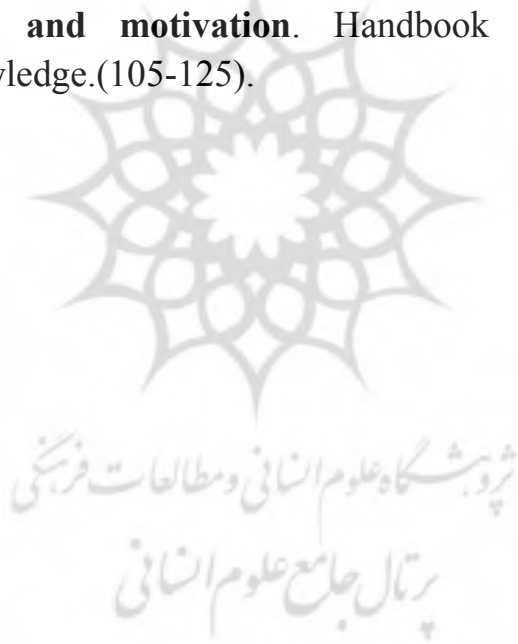 and motivation. Handbook
wledge.(105-125).
پژوهشگاه علوم انسانی و مطالعات فرهنگی
پرتال جامع علوم انسانی